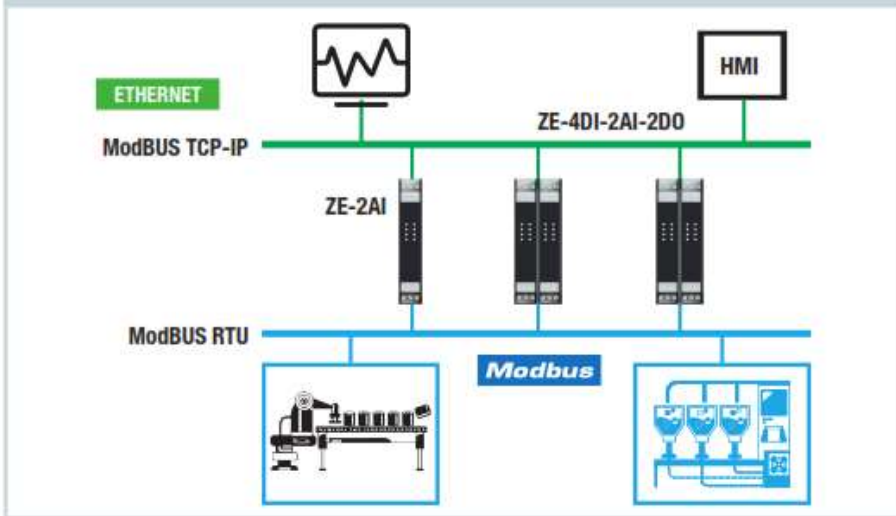 HMI
ETHERNET
ZE-4DI-2AI-2DO
ModBUS TCP-IP
ZE-2AI
ModBUS RTU
Modbus